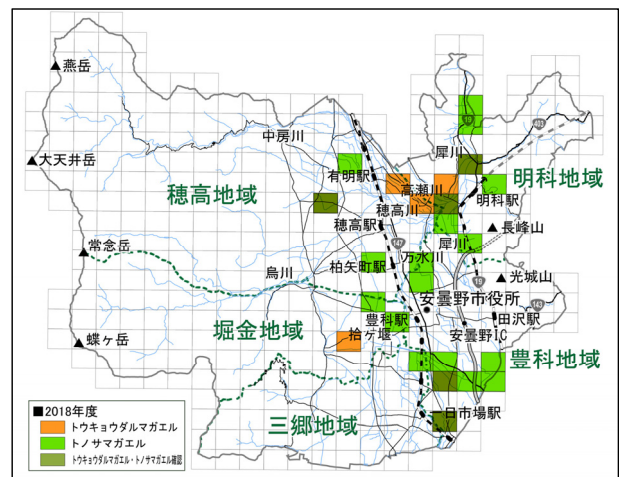 燕岳
中房川
19
403
大天井岳
犀川
有明駅
明科地域
穂高地域
高瀬川
明科駅
穂高川
穂高駅
長峰山
常念岳
147
犀川
万水川
柏矢町駅
烏川
光城山
19
安曇野市役所
143
豊科駅
田沢駅
堀金地域
拾ヶ堰
安曇野IC
蝶ヶ岳
豊科地域
三郷地域
一日市場駅
■2018年度
トウキョウダルマガエル
トノサマガエル
トウキョウダルマガエル・トノサマガエル確認